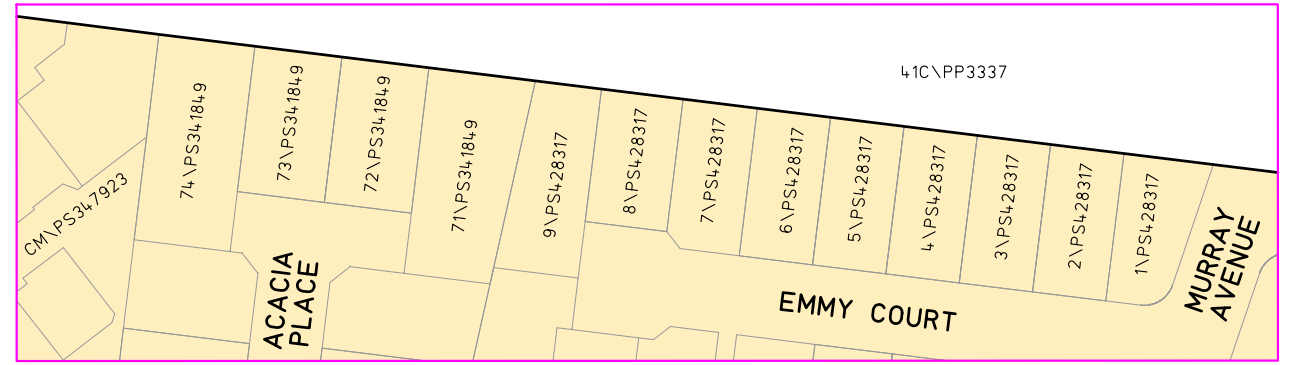 41C\PP3337
74\PS341849
73\PS341849
72\PS341849
71\PS341849
9\PS428317
8\PS428317
7\PS428317
6\PS428317
5\PS428317
4\PS428317
3\PS428317
2\PS428317
1\PS428317
CM\PS347923
ACACIA
PLACE
EMMY COURT
MURRAY
AVENUE